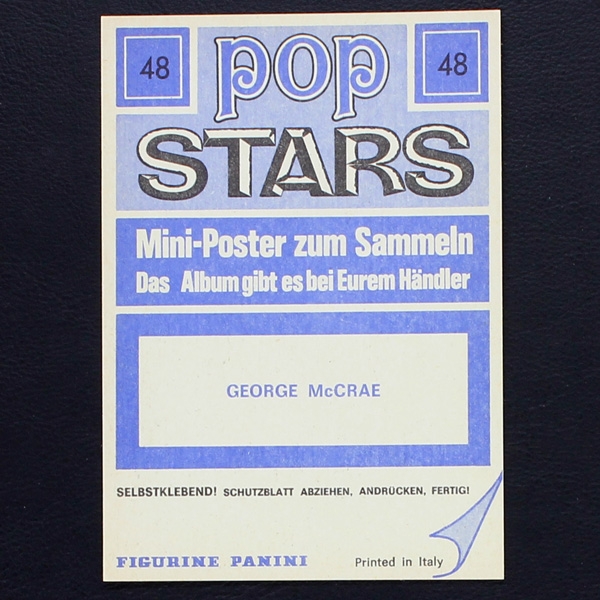 48 pop 48
STARS
Mini-Poster zum Sammeln
Das Album gibt es bei Eurem Händler
GEORGE McCRAE
SELBSTKLEBEND! SCHUTZBLATT ABZIEHEN, ANDRÜCKEN, FERTIG!
FIGURINE PANINI Printed in Italy